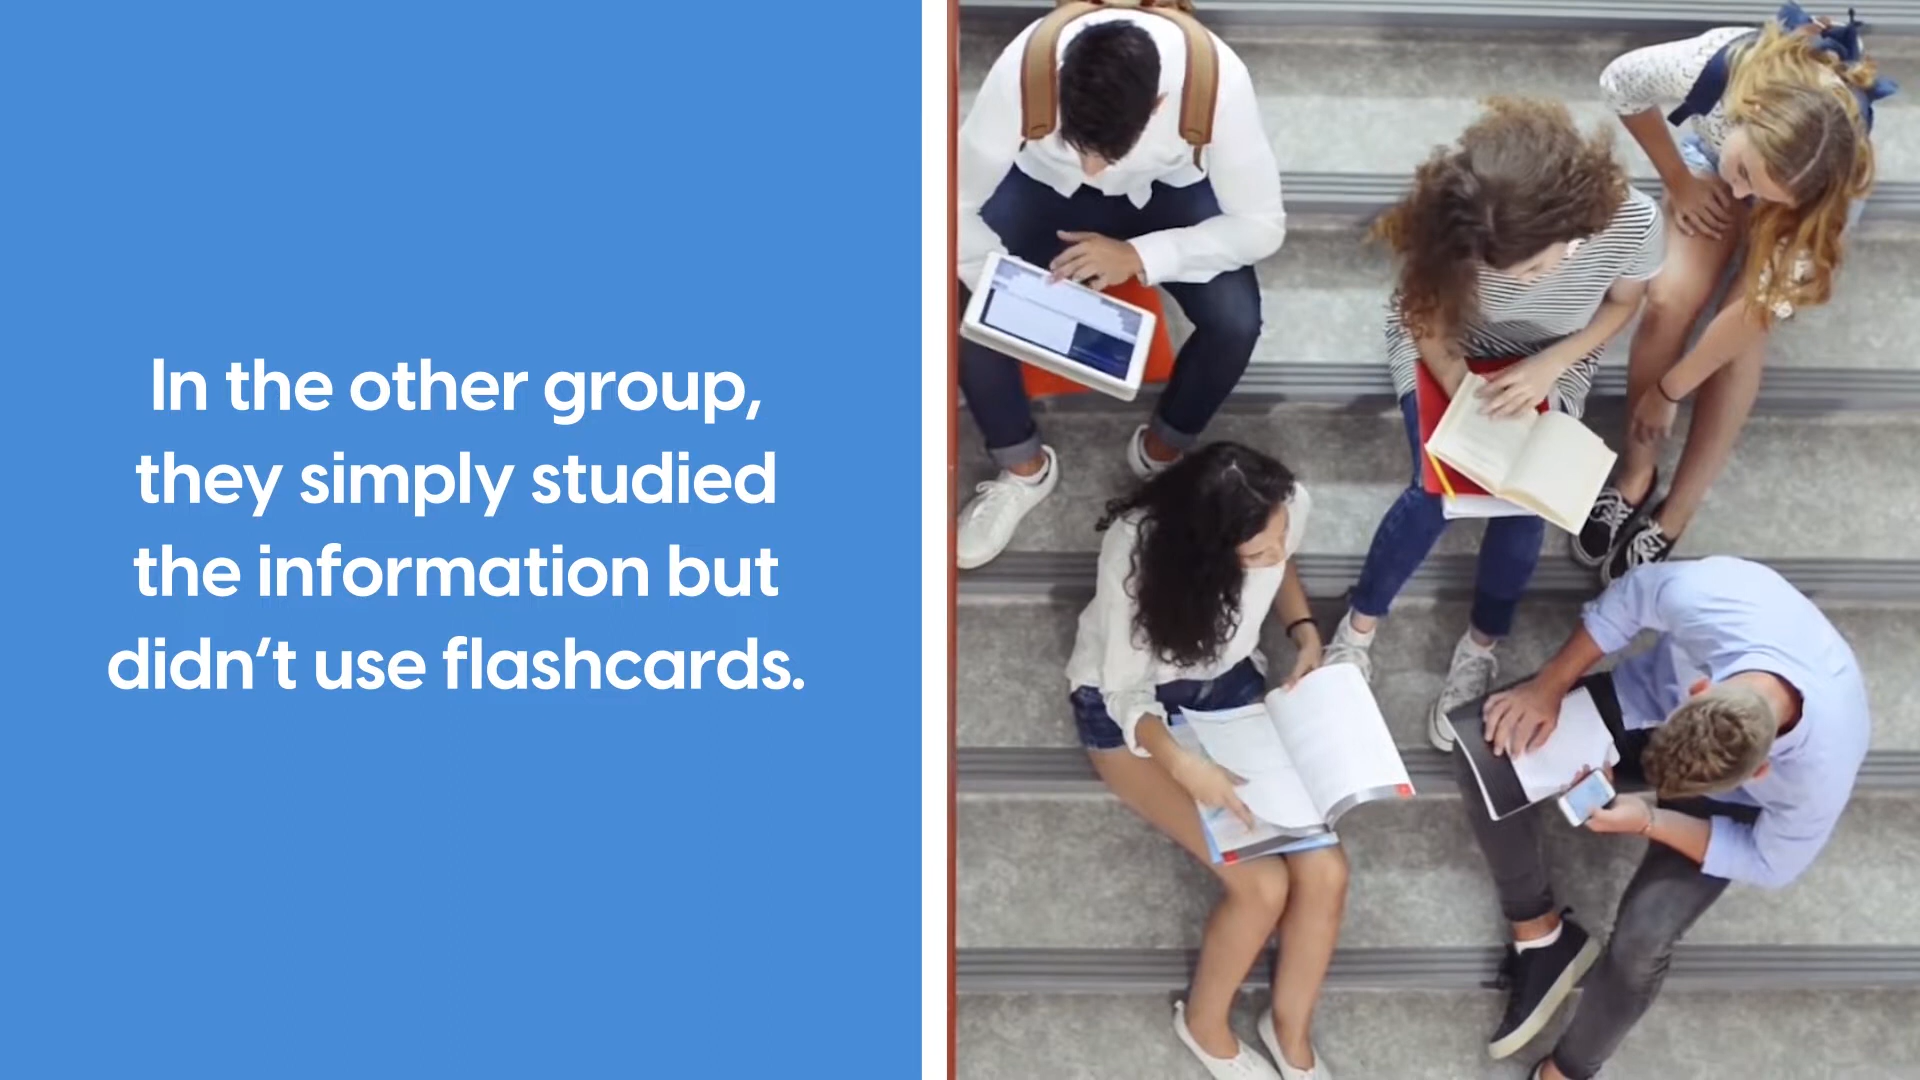 In the other group,
they simply studied
the information but
didn’t use flashcards.